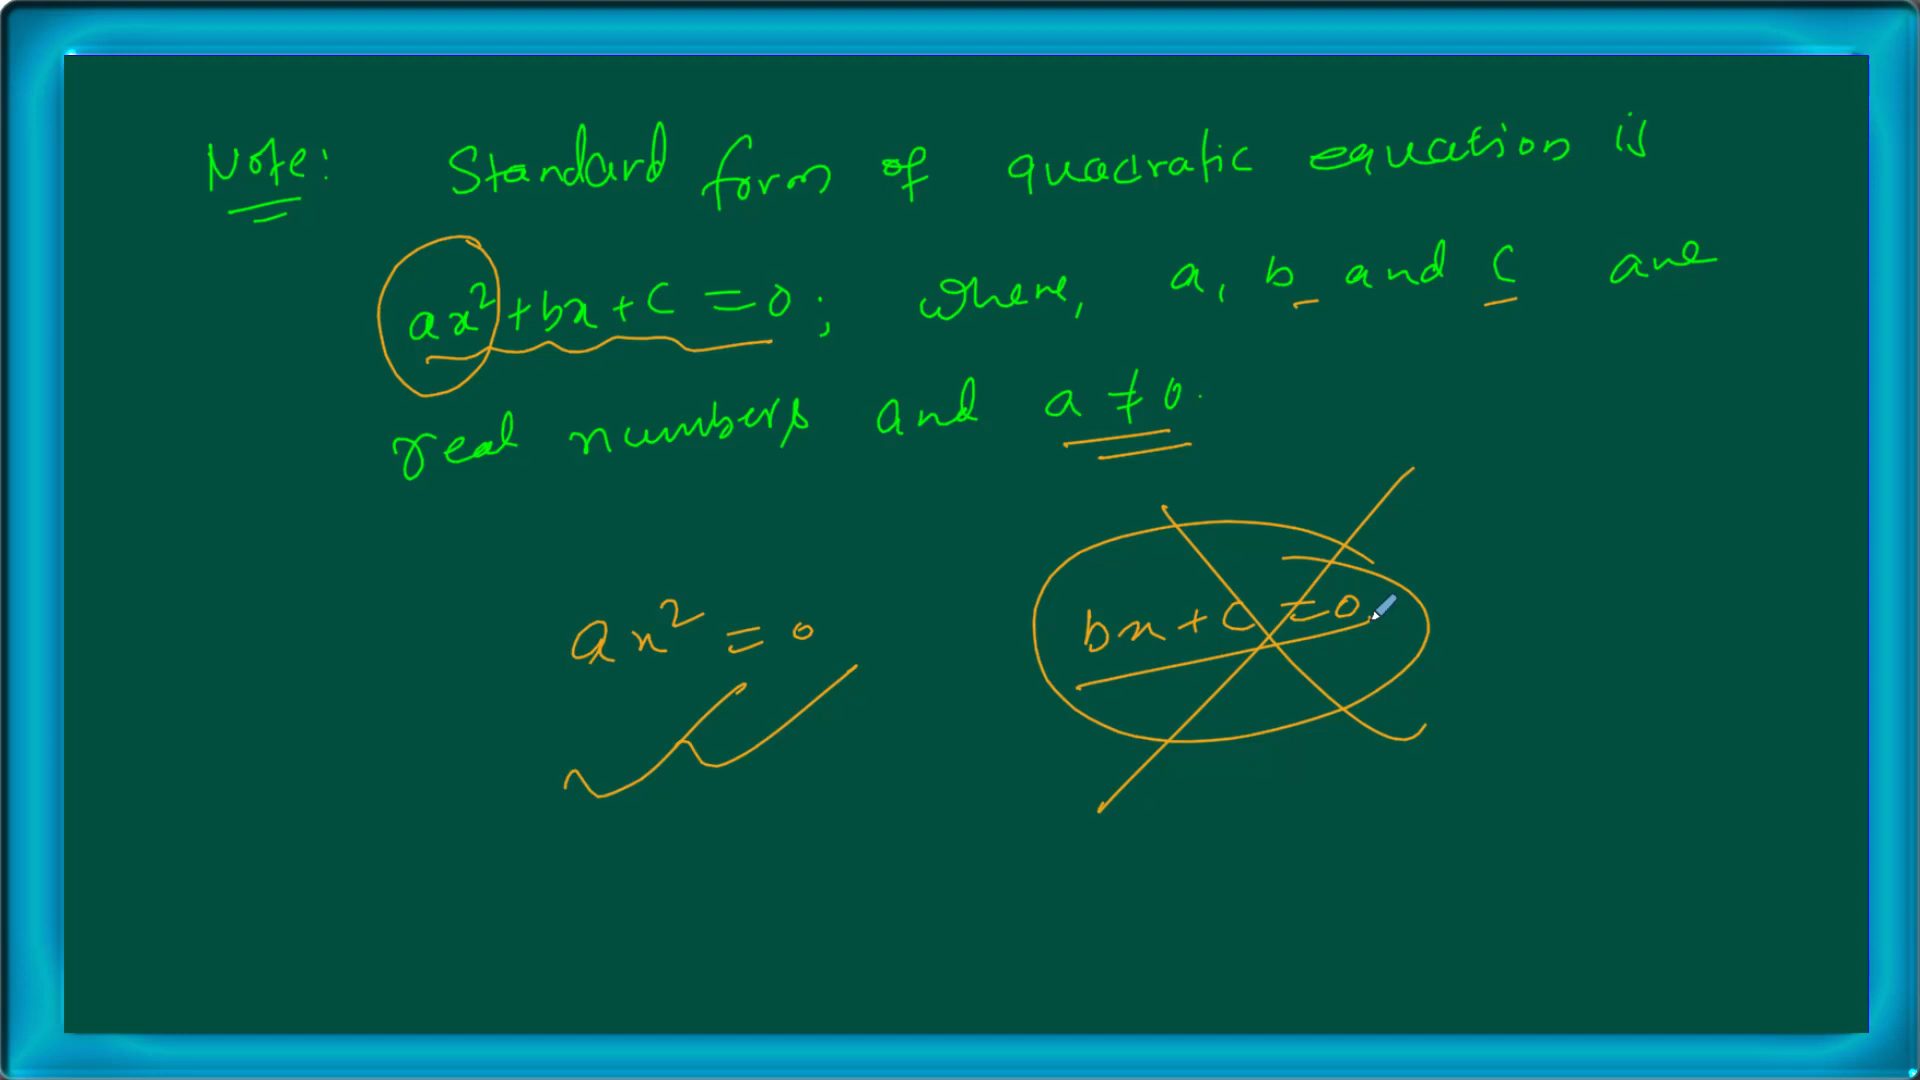 Note: Standard form of quadratic equation is
ax²+bx+c=0; where, a, b and c are
real numbers and a≠0.
ax²=0
bx+c=0